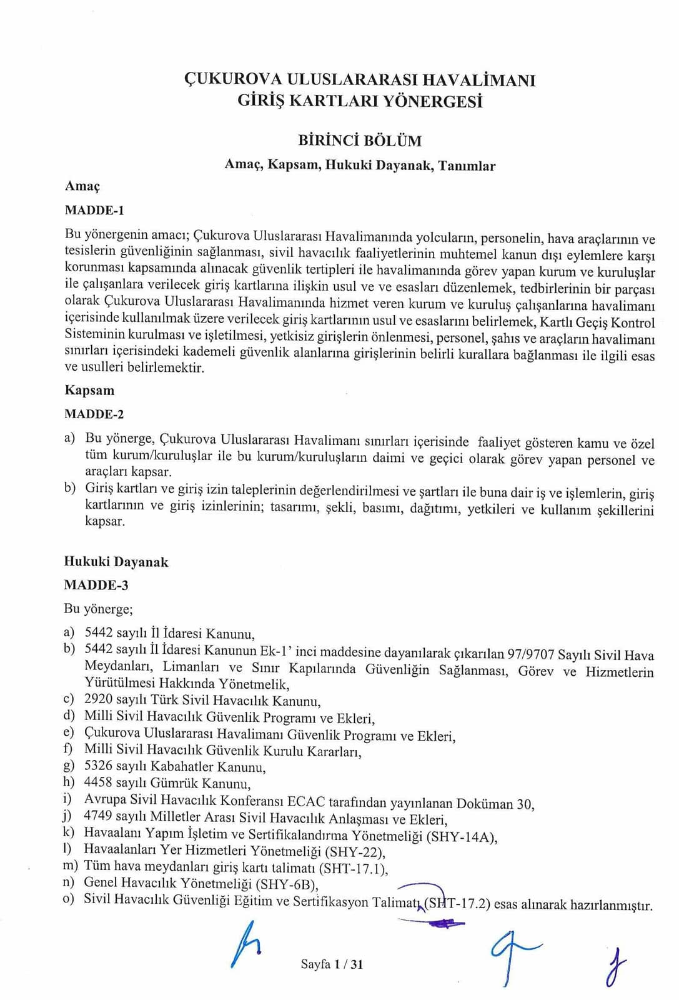 ÇUKUROVA ULUSLARARASI HAVALİMANI
GİRİŞ KARTLARI YÖNERGESİ
BİRİNCİ BÖLÜM
Amaç, Kapsam, Hukuki Dayanak, Tanımlar
Amaç
MADDE-1
Bu yönergenin amacı; Çukurova Uluslararası Havalimanında yolcuların, personelin, hava araçlarının ve
tesislerin güvenliğinin sağlanması, sivil havacılık faaliyetlerinin muhtemel kanun dışı eylemlere karşı
korunması kapsamında alınacak güvenlik tertipleri ile havalimanında görev yapan kurum ve kuruluşlar
ile çalışanlara verilecek giriş kartlarına ilişkin usul ve ve esasları düzenlemek, tedbirlerinin bir parçası
olarak Çukurova Uluslararası Havalimanında hizmet veren kurum ve kuruluş çalışanlarına havalimanı
içerisinde kullanılmak üzere verilecek giriş kartlarının usul ve esaslarını belirlemek, Kartlı Geçiş Kontrol
Sisteminin kurulması ve işletilmesi, yetkisiz girişlerin önlenmesi, personel, şahıs ve araçların havalimanı
sınırları içerisindeki kademeli güvenlik alanlarına girişlerinin belirli kurallara bağlanması ile ilgili esas
ve usulleri belirlemektir.
Kapsam
MADDE-2
a) Bu yönerge, Çukurova Uluslararası Havalimanı sınırları içerisinde faaliyet gösteren kamu ve özel
tüm kurum/kuruluşlar ile bu kurum/kuruluşların daimi ve geçici olarak görev yapan personel ve
araçları kapsar.
b) Giriş kartları ve giriş izin taleplerinin değerlendirilmesi ve şartları ile buna dair iş ve işlemlerin, giriş
kartlarının ve giriş izinlerinin; tasarımı, şekli, basımı, dağıtımı, yetkileri ve kullanım şekillerini
kapsar.
Hukuki Dayanak
MADDE-3
Bu yönerge;
a) 5442 sayılı İl İdaresi Kanunu,
b) 5442 sayılı İl İdaresi Kanunun Ek-1’ inci maddesine dayanılarak çıkarılan 97/9707 Sayılı Sivil Hava
Meydanları, Limanları ve Sınır Kapılarında Güvenliğin Sağlanması, Görev ve Hizmetlerin
Yürütülmesi Hakkında Yönetmelik,
c) 2920 sayılı Türk Sivil Havacılık Kanunu,
d) Milli Sivil Havacılık Güvenlik Programı ve Ekleri,
e) Çukurova Uluslararası Havalimanı Güvenlik Programı ve Ekleri,
f) Milli Sivil Havacılık Güvenlik Kurulu Kararları,
g) 5326 sayılı Kabahatler Kanunu,
h) 4458 sayılı Gümrük Kanunu,
i) Avrupa Sivil Havacılık Konferansı ECAC tarafından yayınlanan Doküman 30,
j) 4749 sayılı Milletler Arası Sivil Havacılık Anlaşması ve Ekleri,
k) Havaalanı Yapım İşletim ve Sertifikalandırma Yönetmeliği (SHY-14A),
l) Havaalanları Yer Hizmetleri Yönetmeliği (SHY-22),
m) Tüm hava meydanları giriş kartı talimatı (SHT-17.1),
n) Genel Havacılık Yönetmeliği (SHY-6B),
o) Sivil Havacılık Güvenliği Eğitim ve Sertifikasyon Talimatı (SHT-17.2) esas alınarak hazırlanmıştır.
Sayfa 1 / 31